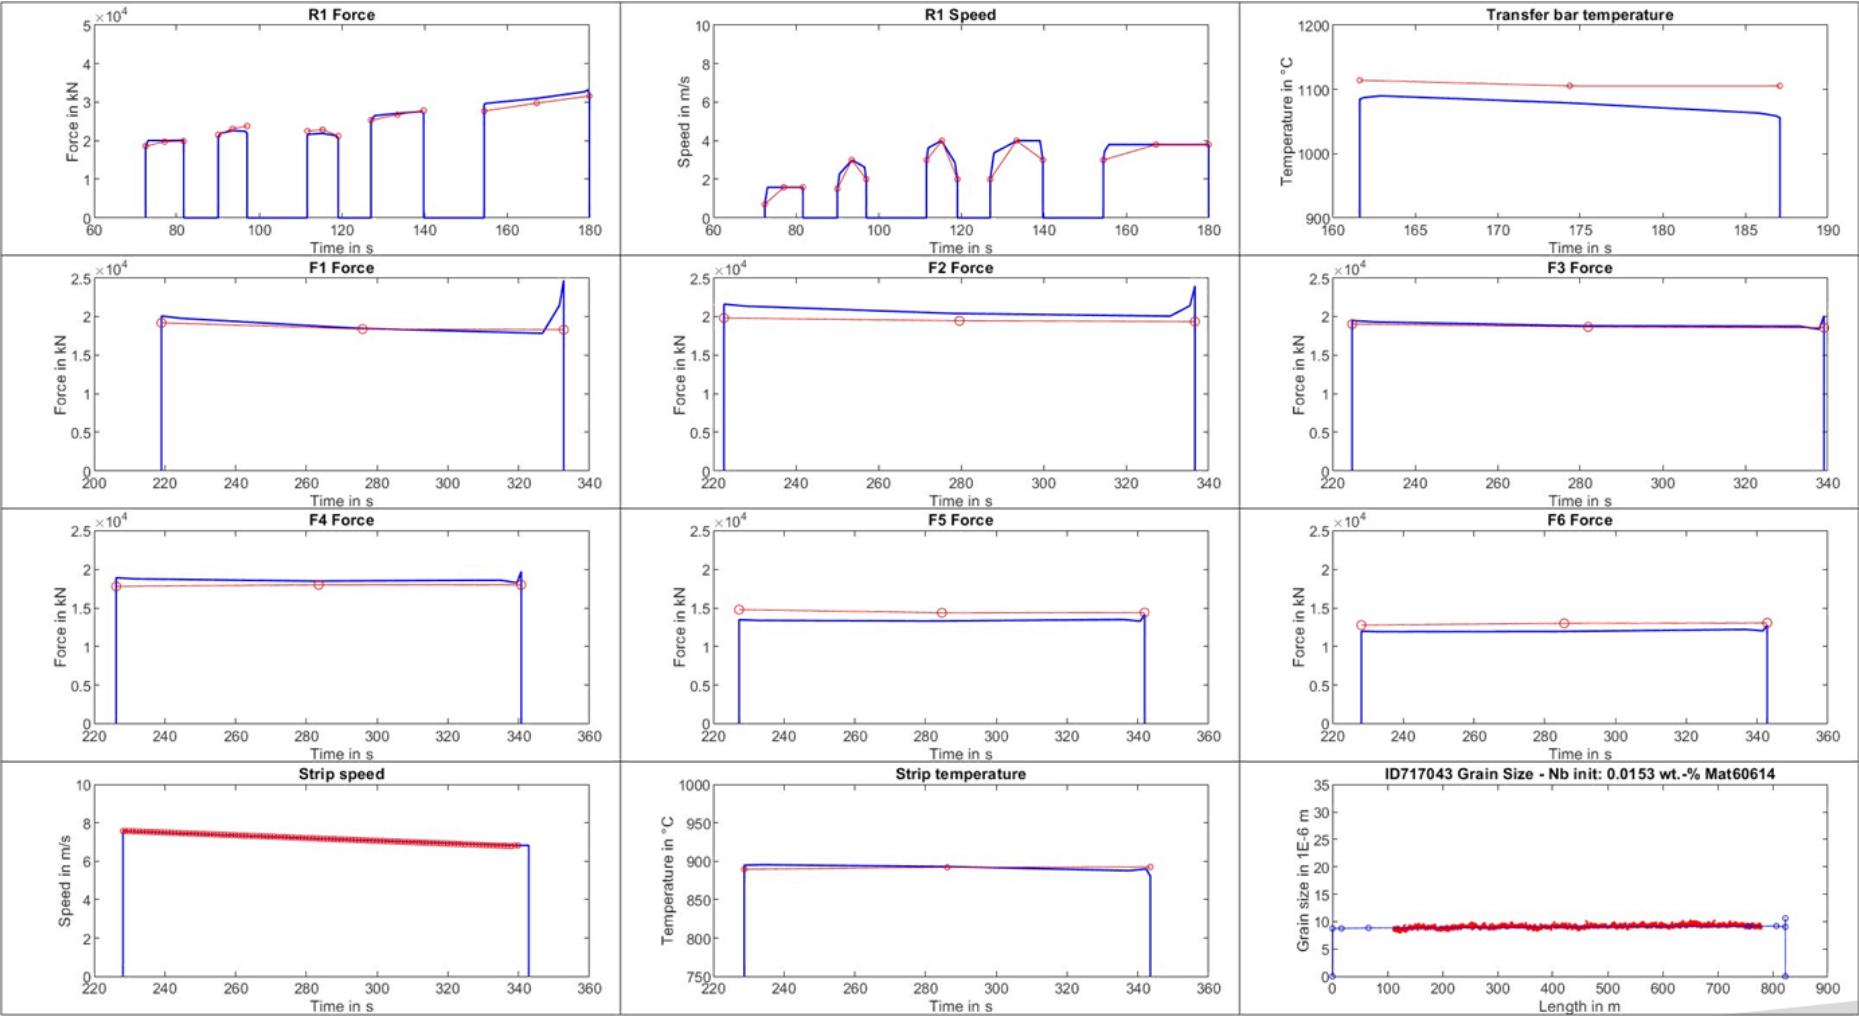 R1 Force
×10^4
5
4
3
2
1
0
Force in kN
60 80 100 120 140 160 180
Time in s
R1 Speed
10
8
6
4
2
0
Speed in m/s
60 80 100 120 140 160 180
Time in s
Transfer bar temperature
1200
1100
1000
900
Temperature in °C
160 165 170 175 180 185 190
Time in s
F1 Force
×10^4
2.5
2
1.5
1
0.5
0
Force in kN
200 220 240 260 280 300 320 340
Time in s
F2 Force
×10^4
2.5
2
1.5
1
0.5
0
Force in kN
220 240 260 280 300 320 340
Time in s
F3 Force
×10^4
2.5
2
1.5
1
0.5
0
Force in kN
220 240 260 280 300 320 340
Time in s
F4 Force
×10^4
2.5
2
1.5
1
0.5
0
Force in kN
220 240 260 280 300 320 340 360
Time in s
F5 Force
×10^4
2.5
2
1.5
1
0.5
0
Force in kN
220 240 260 280 300 320 340 360
Time in s
F6 Force
×10^4
2.5
2
1.5
1
0.5
0
Force in kN
220 240 260 280 300 320 340 360
Time in s
Strip speed
10
8
6
4
2
0
Speed in m/s
220 240 260 280 300 320 340 360
Time in s
Strip temperature
1000
950
900
850
800
750
Temperature in °C
220 240 260 280 300 320 340 360
Time in s
ID717043 Grain Size - Nb init: 0.0153 wt.-% Mat60614
35
30
25
20
15
10
5
0
Grain size in 1E-6 m
0 100 200 300 400 500 600 700 800 900
Length in m